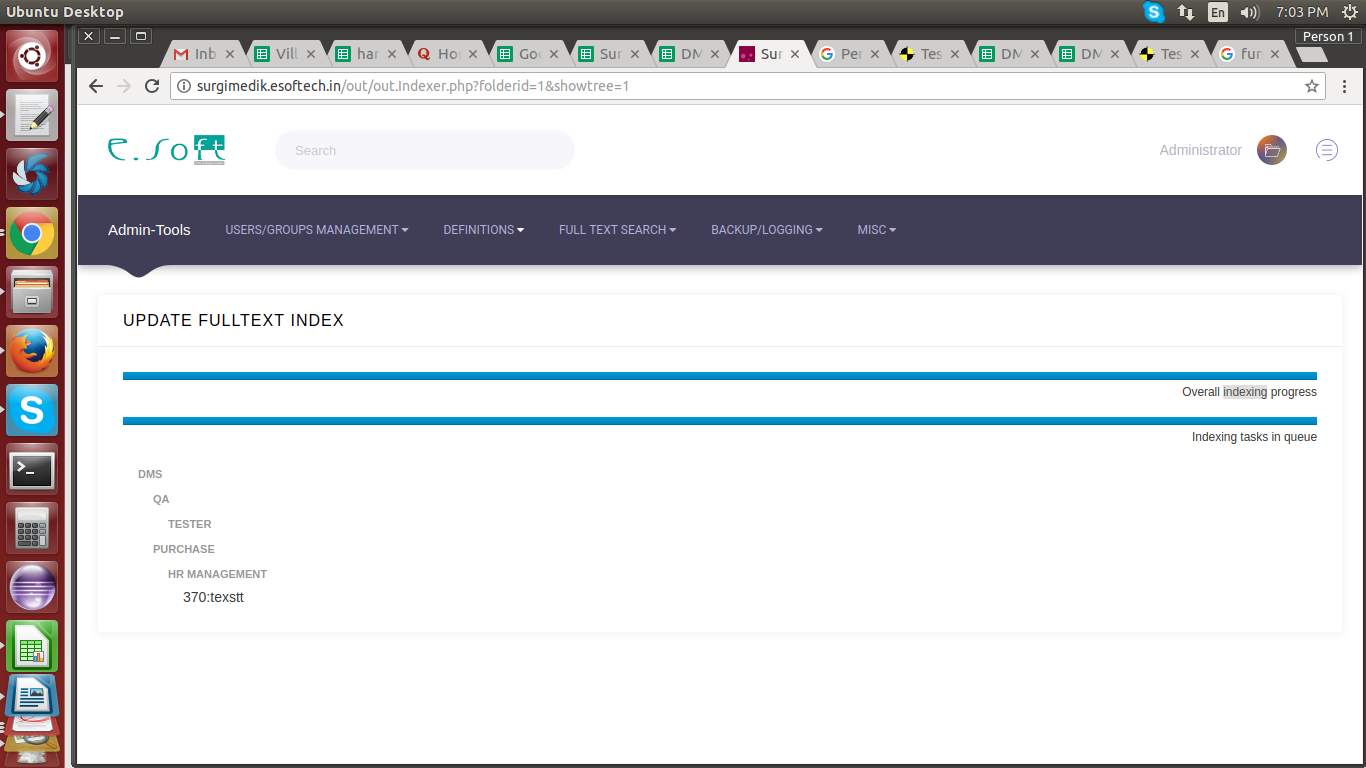 Ubuntu Desktop
En
7:03 PM
Person 1
Inb
Vill
har
Hor
Goo
Sur
DM
Sur
Per
Tes
DM
DM
Tes
fur
surgimedik.esoftech.in/out/out.Indexer.php?folderid=1&showtree=1
e.soft
Search
Administrator
Admin-Tools
USERS/GROUPS MANAGEMENT
DEFINITIONS
FULL TEXT SEARCH
BACKUP/LOGGING
MISC
UPDATE FULLTEXT INDEX
Overall indexing progress
Indexing tasks in queue
DMS
QA
TESTER
PURCHASE
HR MANAGEMENT
370:texstt